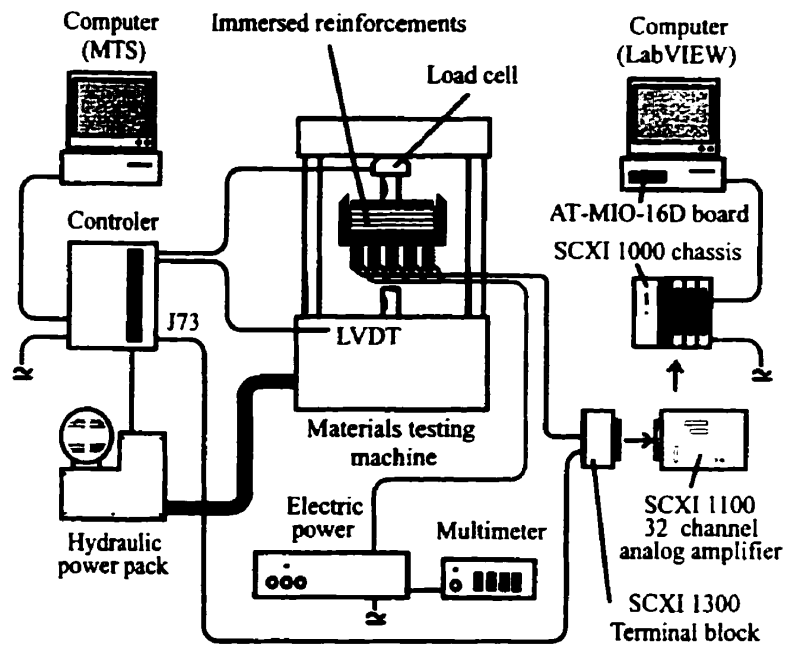 Computer
(MTS)
Immersed reinforcements
Load cell
Computer
(LabVIEW)
AT-MIO-16D board
SCXI 1000 chassis
Controler
J73
LVDT
Materials testing
machine
Hydraulic
power pack
Electric
power
Multimeter
SCXI 1100
32 channel
analog amplifier
SCXI 1300
Terminal block